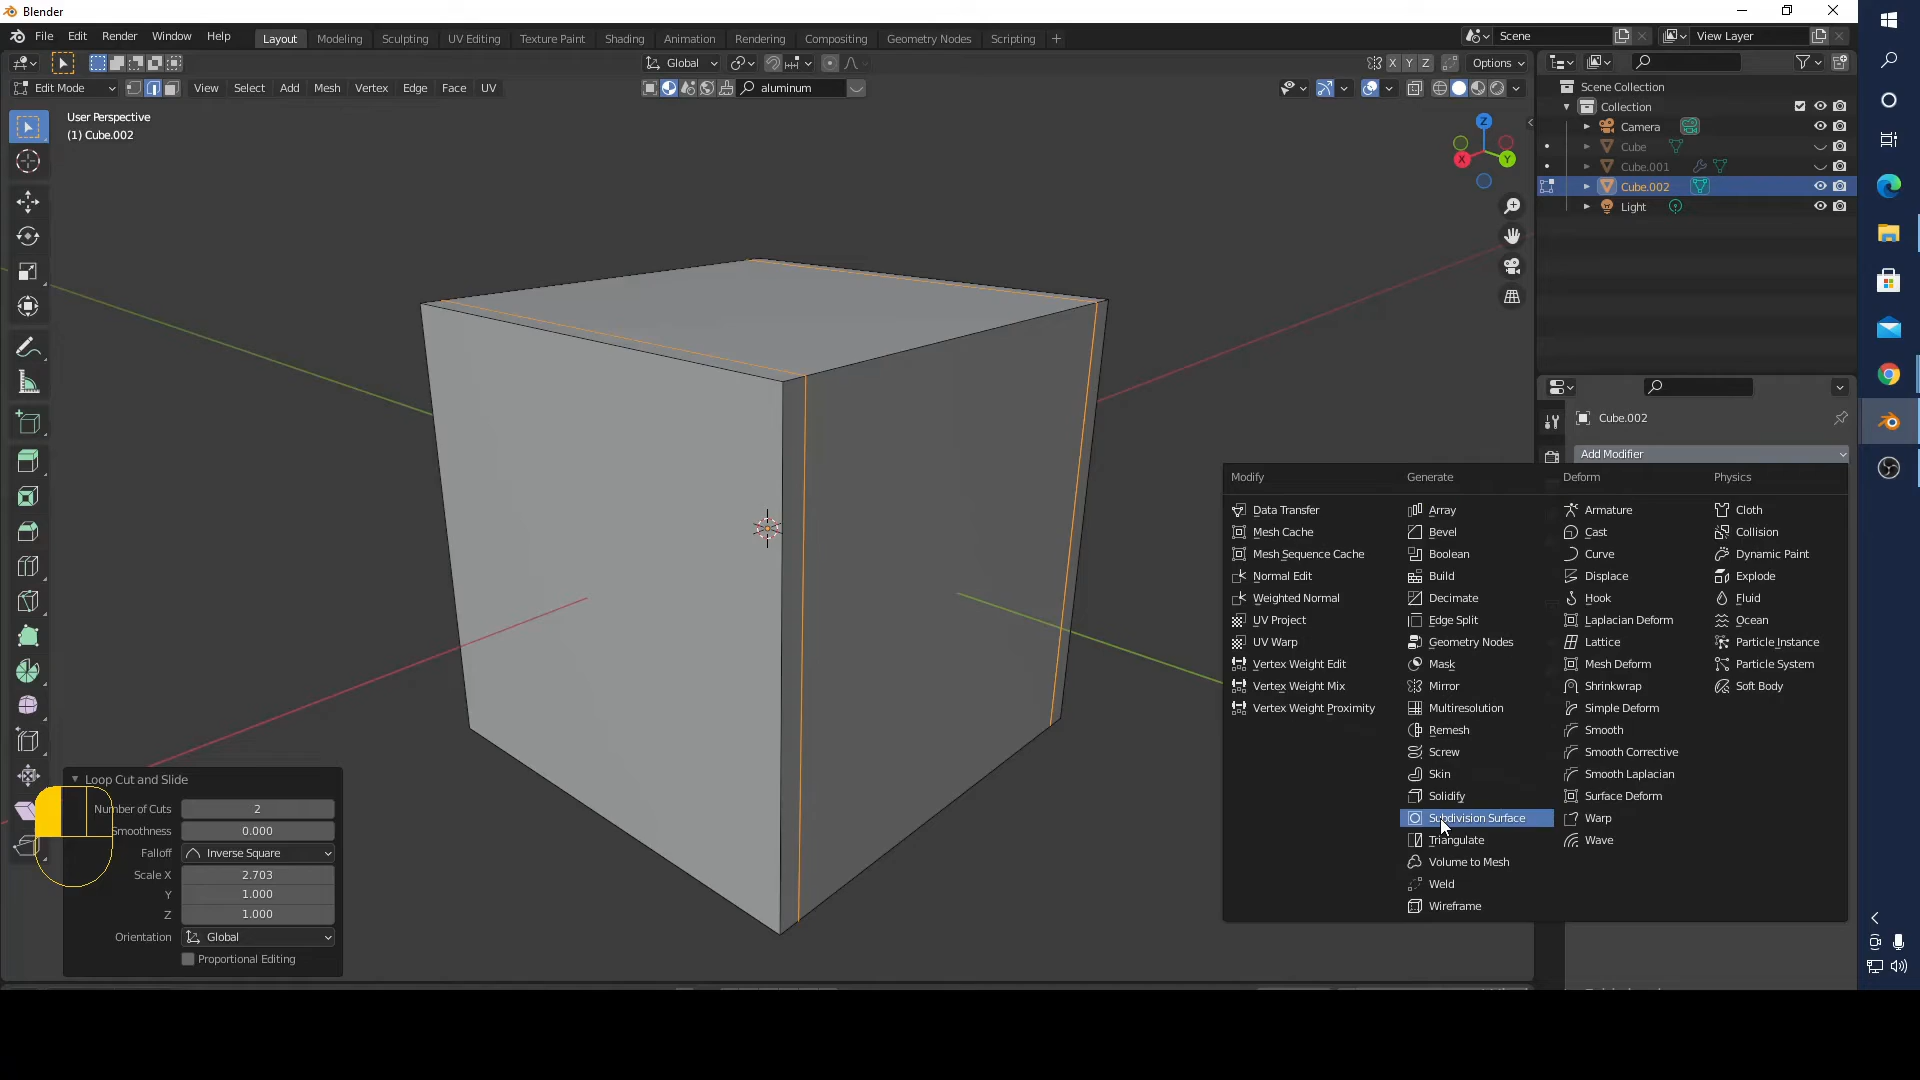 Blender
File Edit Render Window Help
Layout Modeling Sculpting UV Editing Texture Paint Shading Animation Rendering Compositing Geometry Nodes Scripting +
Scene
View Layer
Global
X Y Z
Options
Edit Mode
View Select Add Mesh Vertex Edge Face UV
aluminum
User Perspective
(1) Cube.002
Z
X
Y
Scene Collection
Collection
Camera
Cube
Cube.001
Cube.002
Light
Cube.002
Add Modifier
Modify
Data Transfer
Mesh Cache
Mesh Sequence Cache
Normal Edit
Weighted Normal
UV Project
UV Warp
Vertex Weight Edit
Vertex Weight Mix
Vertex Weight Proximity
Generate
Array
Bevel
Boolean
Build
Decimate
Edge Split
Geometry Nodes
Mask
Mirror
Multiresolution
Remesh
Screw
Skin
Solidify
Subdivision Surface
Triangulate
Volume to Mesh
Weld
Wireframe
Deform
Armature
Cast
Curve
Displace
Hook
Laplacian Deform
Lattice
Mesh Deform
Shrinkwrap
Simple Deform
Smooth
Smooth Corrective
Smooth Laplacian
Surface Deform
Warp
Wave
Physics
Cloth
Collision
Dynamic Paint
Explode
Fluid
Ocean
Particle Instance
Particle System
Soft Body
Loop Cut and Slide
Number of Cuts 2
Smoothness 0.000
Falloff Inverse Square
Scale X 2.703
Y 1.000
Z 1.000
Orientation Global
Proportional Editing